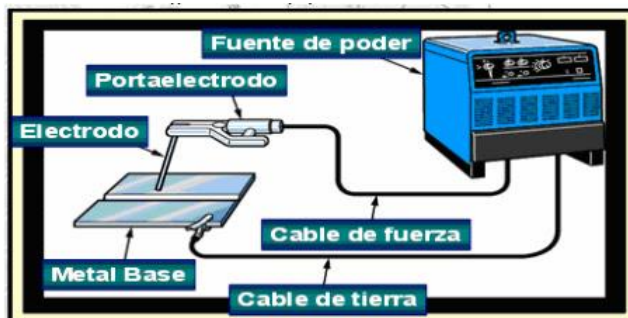 Fuente de poder
Portaelectrodo
Electrodo
Cable de fuerza
Metal Base
Cable de tierra